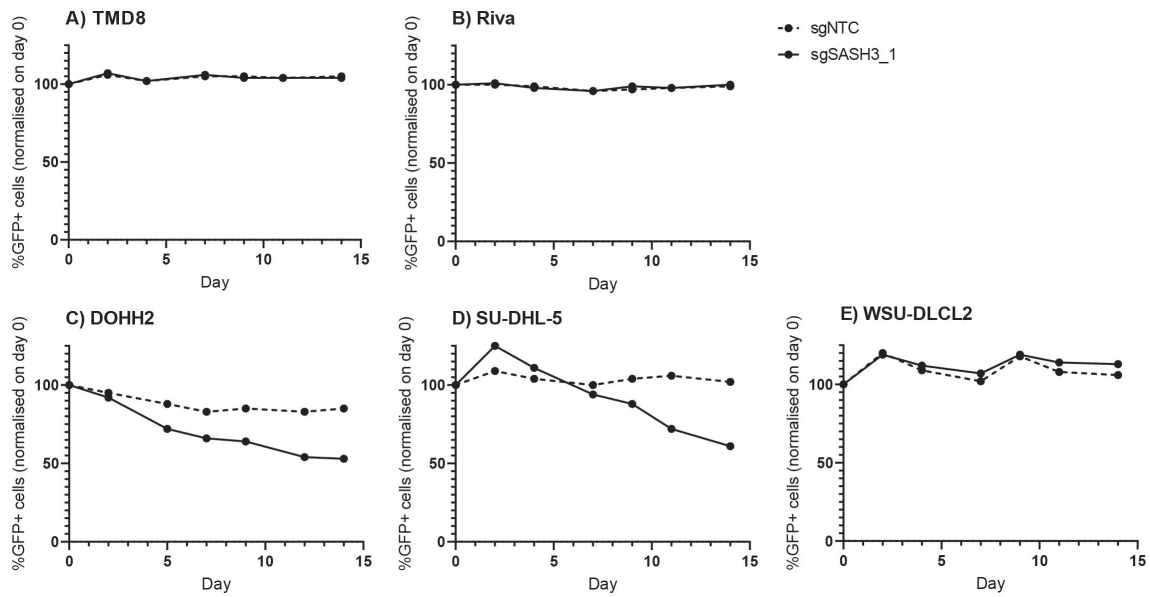 A) TMD8
%GFP+ cells (normalised on day 0)
100
50
0
0 5 10 15
Day
B) Riva
%GFP+ cells (normalised on day 0)
100
50
0
0 5 10 15
Day
sgNTC
sgSASH3_1
C) DOHH2
%GFP+ cells (normalised on day 0)
100
50
0
0 5 10 15
Day
D) SU-DHL-5
%GFP+ cells (normalised on day 0)
100
50
0
0 5 10 15
Day
E) WSU-DLCL2
%GFP+ cells (normalised on day 0)
100
50
0
0 5 10 15
Day